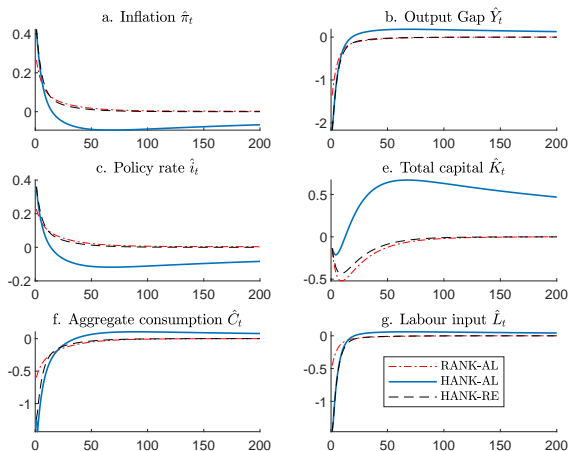 a. Inflation π̂ₜ
0.4
0.2
0
0 50 100 150 200
b. Output Gap Ŷₜ
0
-1
-2
0 50 100 150 200
c. Policy rate îₜ
0.4
0.2
0
-0.2
0 50 100 150 200
e. Total capital K̂ₜ
0.5
0
-0.5
0 50 100 150 200
f. Aggregate consumption Ĉₜ
0
-0.5
-1
0 50 100 150 200
g. Labour input L̂ₜ
0
-0.5
-1
0 50 100 150 200
RANK-AL
HANK-AL
HANK-RE